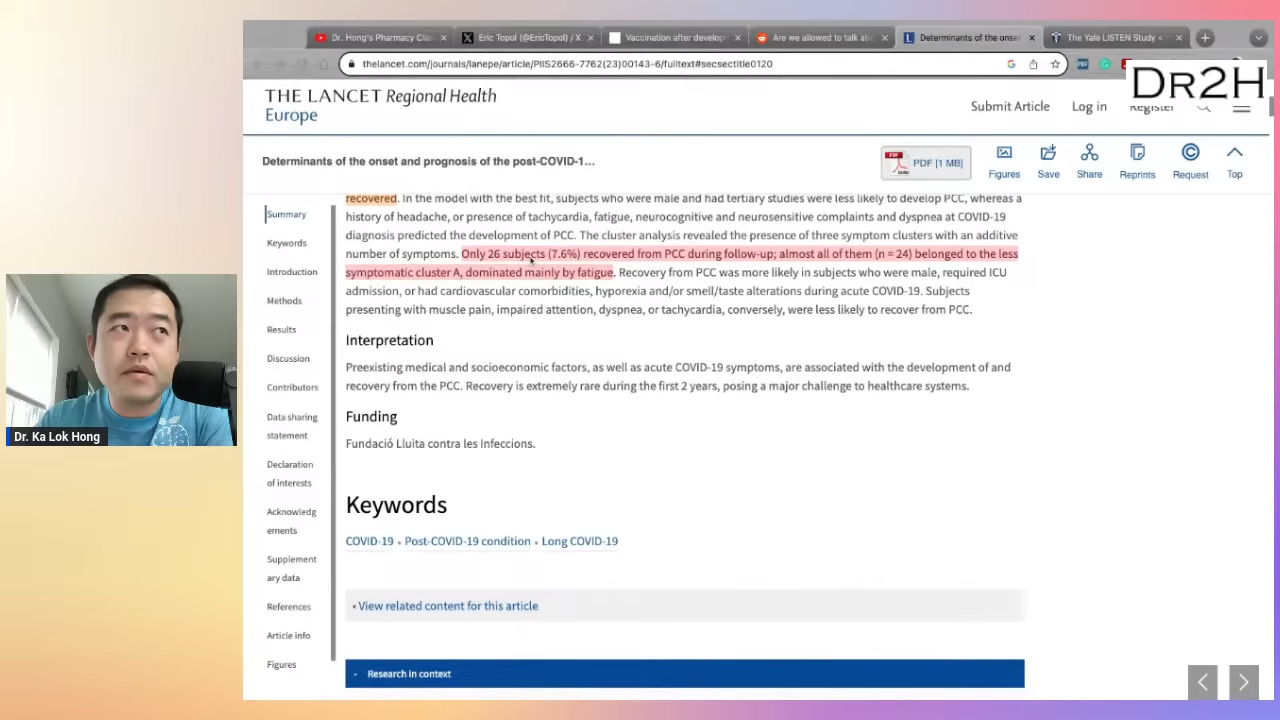 Dr. Hong's Pharmacy Clas
Eric Topol (@EricTopol) / X
Vaccination after develop
Are we allowed to talk ab
Determinants of the onse
The Yale LISTEN Study <
thelancet.com/journals/lanepe/article/PIIS2666-7762(23)00143-6/fulltext#secsectitle0120
Dr2H
THE LANCET Regional Health
Europe
Submit Article
Log in
Register
Determinants of the onset and prognosis of the post-COVID-1...
PDF [1 MB]
Figures
Save
Share
Reprints
Request
Top
Summary
Keywords
Introduction
Methods
Results
Discussion
Contributors
Data sharing
statement
Declaration
of interests
Acknowledg
ements
Supplement
ary data
References
Article info
Figures
recovered. In the model with the best fit, subjects who were male and had tertiary studies were less likely to develop PCC, whereas a
history of headache, or presence of tachycardia, fatigue, neurocognitive and neurosensitive complaints and dyspnea at COVID-19
diagnosis predicted the development of PCC. The cluster analysis revealed the presence of three symptom clusters with an additive
number of symptoms. Only 26 subjects (7.6%) recovered from PCC during follow-up; almost all of them (n = 24) belonged to the less
symptomatic cluster A, dominated mainly by fatigue. Recovery from PCC was more likely in subjects who were male, required ICU
admission, or had cardiovascular comorbidities, hyporexia and/or smell/taste alterations during acute COVID-19. Subjects
presenting with muscle pain, impaired attention, dyspnea, or tachycardia, conversely, were less likely to recover from PCC.
Interpretation
Preexisting medical and socioeconomic factors, as well as acute COVID-19 symptoms, are associated with the development of and
recovery from the PCC. Recovery is extremely rare during the first 2 years, posing a major challenge to healthcare systems.
Funding
Fundació Lluita contra les Infeccions.
Keywords
COVID-19 • Post-COVID-19 condition • Long COVID-19
• View related content for this article
- Research in context
Dr. Ka Lok Hong